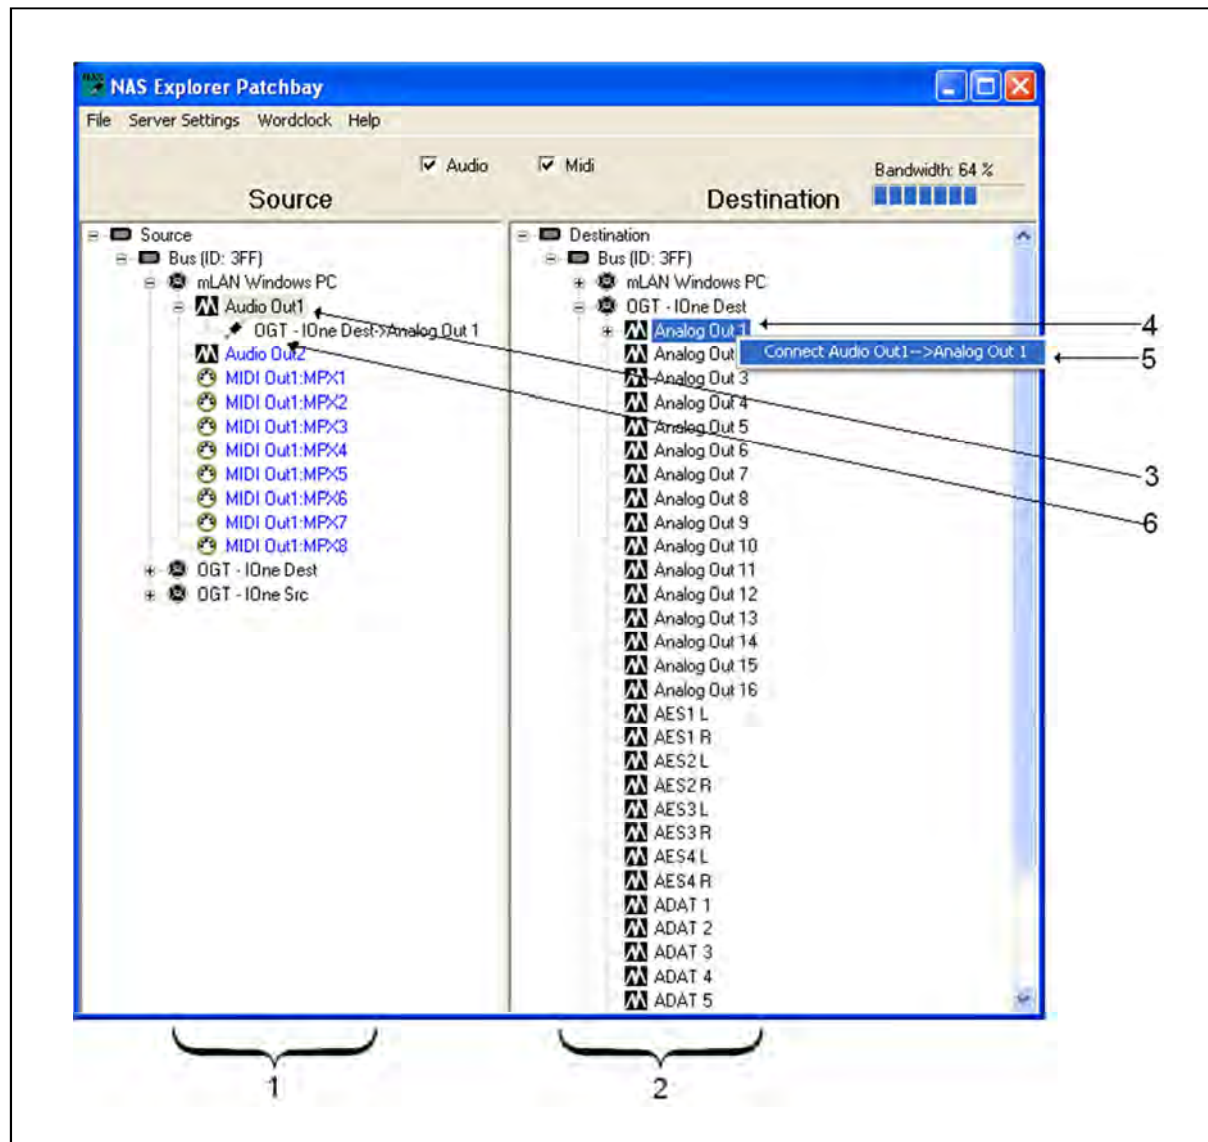 NAS Explorer Patchbay
File Server Settings Wordclock Help
Audio Midi
Bandwidth: 64 %
Source
Destination
Source
Bus (ID: 3FF)
mLAN Windows PC
Audio Out1
OGT - IOne Dest->Analog Out 1
Audio Out2
MIDI Out1:MPX1
MIDI Out1:MPX2
MIDI Out1:MPX3
MIDI Out1:MPX4
MIDI Out1:MPX5
MIDI Out1:MPX6
MIDI Out1:MPX7
MIDI Out1:MPX8
OGT - IOne Dest
OGT - IOne Src
Destination
Bus (ID: 3FF)
mLAN Windows PC
OGT - IOne Dest
Analog Out 1
Analog Out
Connect Audio Out1-->Analog Out 1
Analog Out 3
Analog Out 4
Analog Out 5
Analog Out 6
Analog Out 7
Analog Out 8
Analog Out 9
Analog Out 10
Analog Out 11
Analog Out 12
Analog Out 13
Analog Out 14
Analog Out 15
Analog Out 16
AES1 L
AES1 R
AES2 L
AES2 R
AES3 L
AES3 R
AES4 L
AES4 R
ADAT 1
ADAT 2
ADAT 3
ADAT 4
ADAT 5
4
5
3
6
1
2